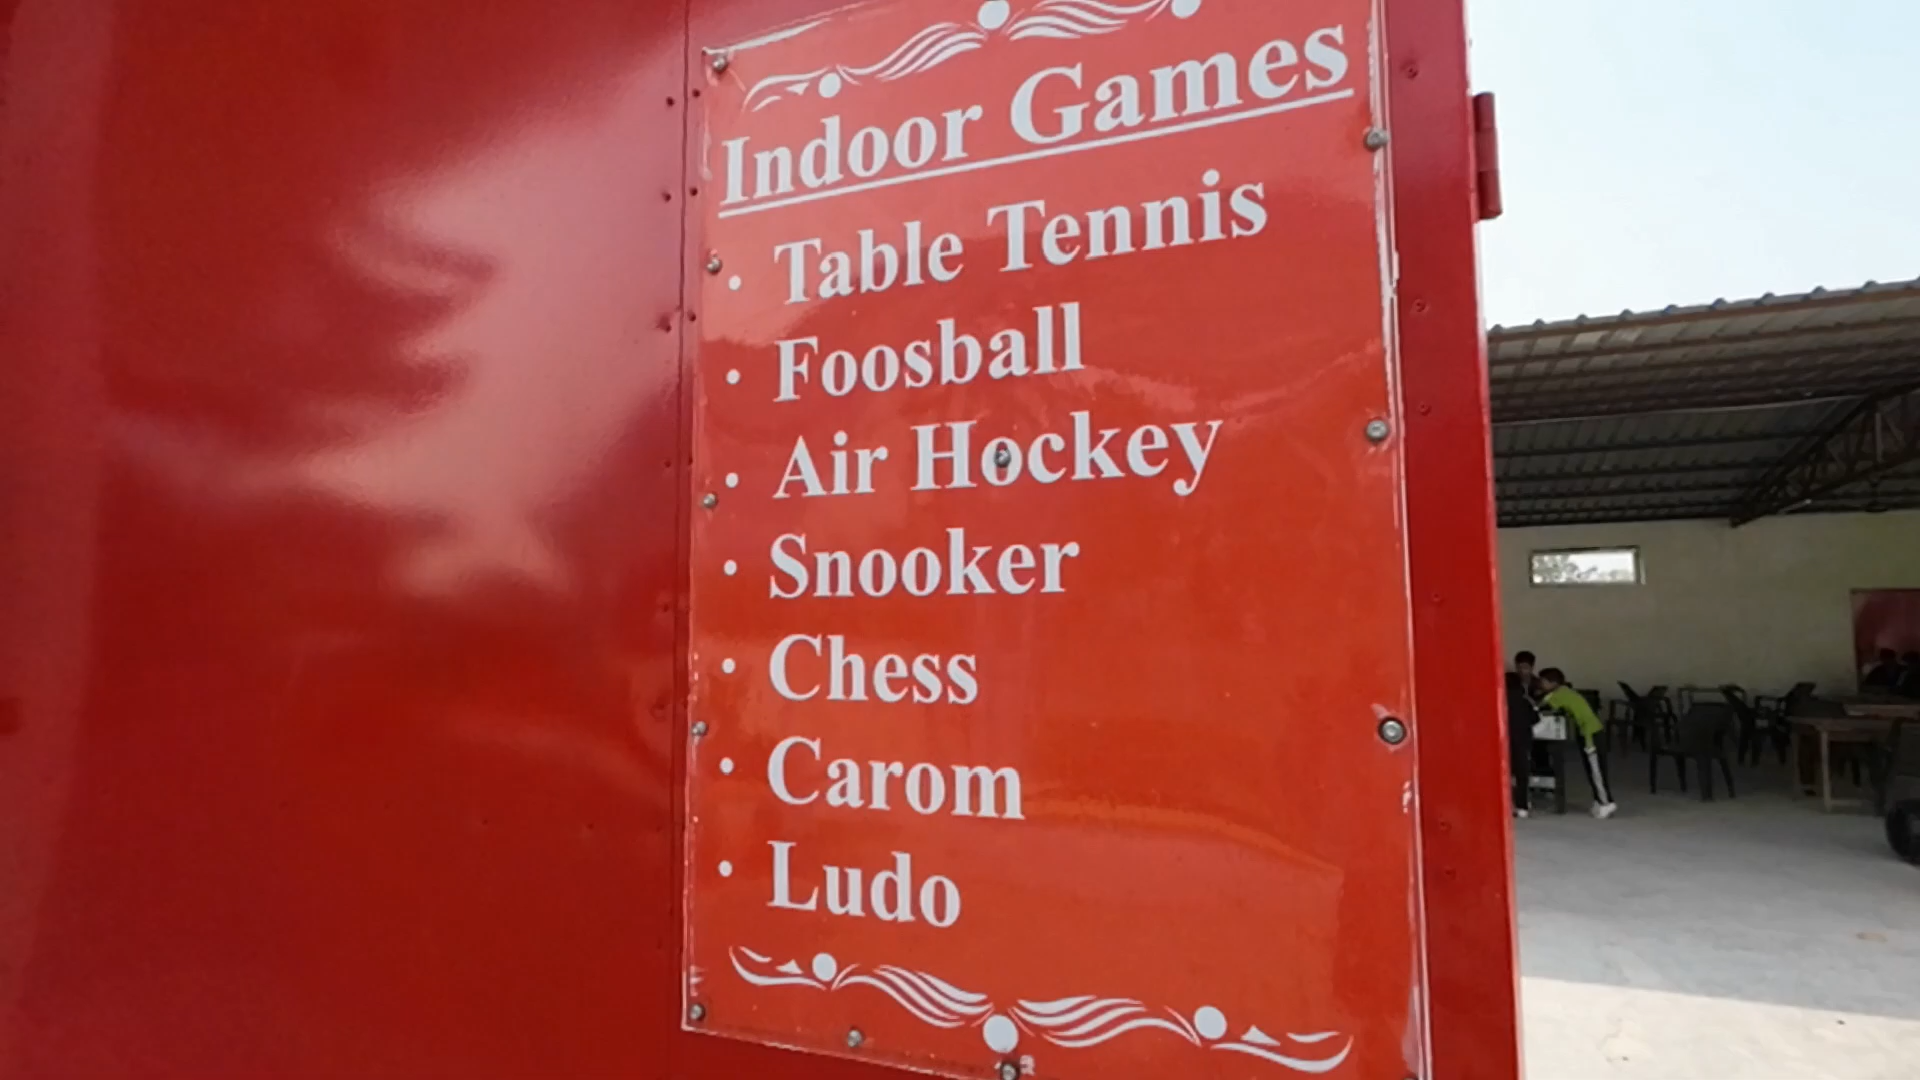 Indoor Games
• Table Tennis
• Foosball
• Air Hockey
• Snooker
• Chess
• Carom
• Ludo